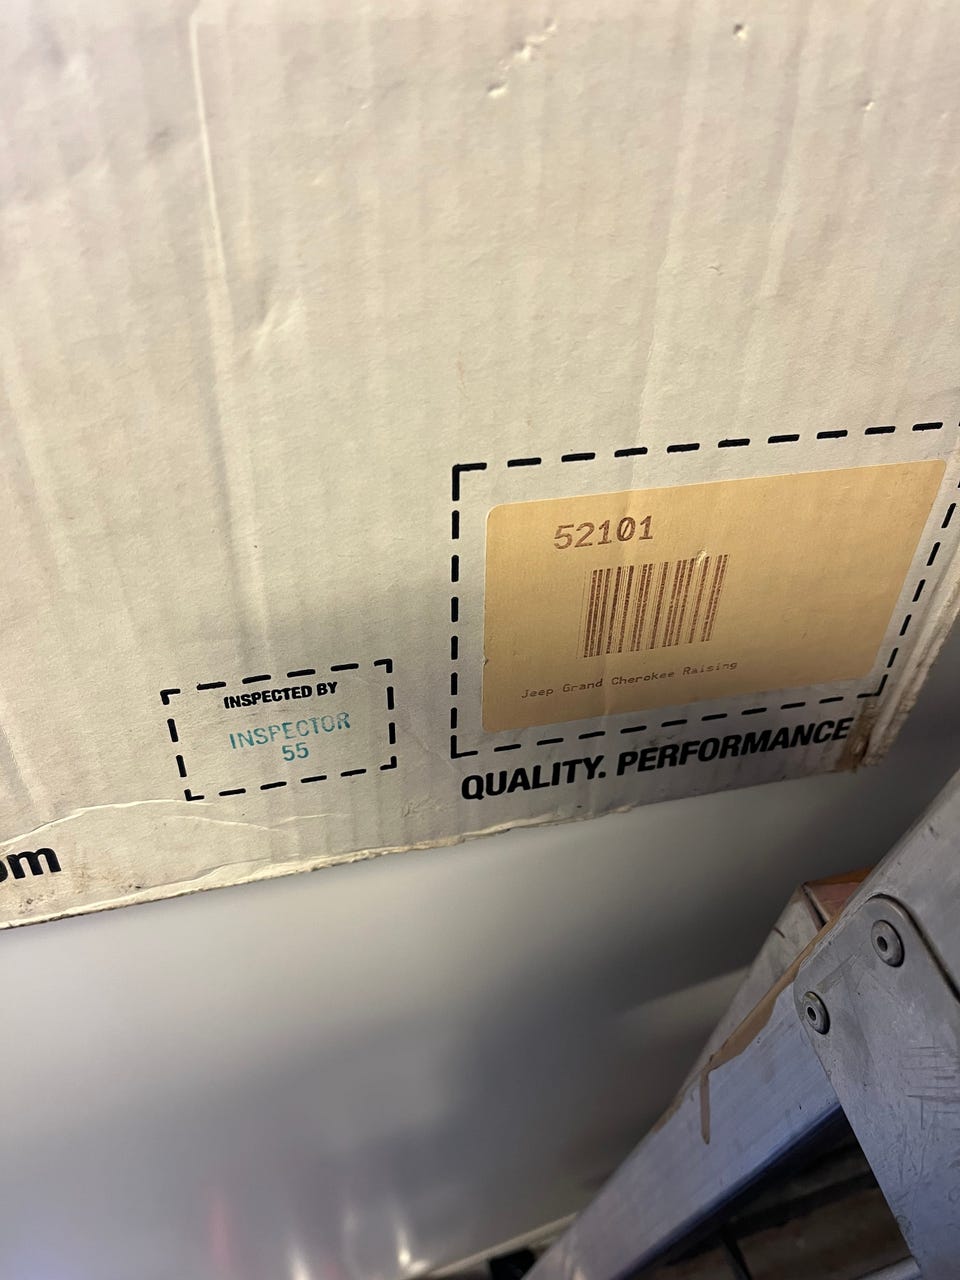 52101
Jeep Grand Cherokee Raising
INSPECTED BY
INSPECTOR
55
QUALITY. PERFORMANCE
om